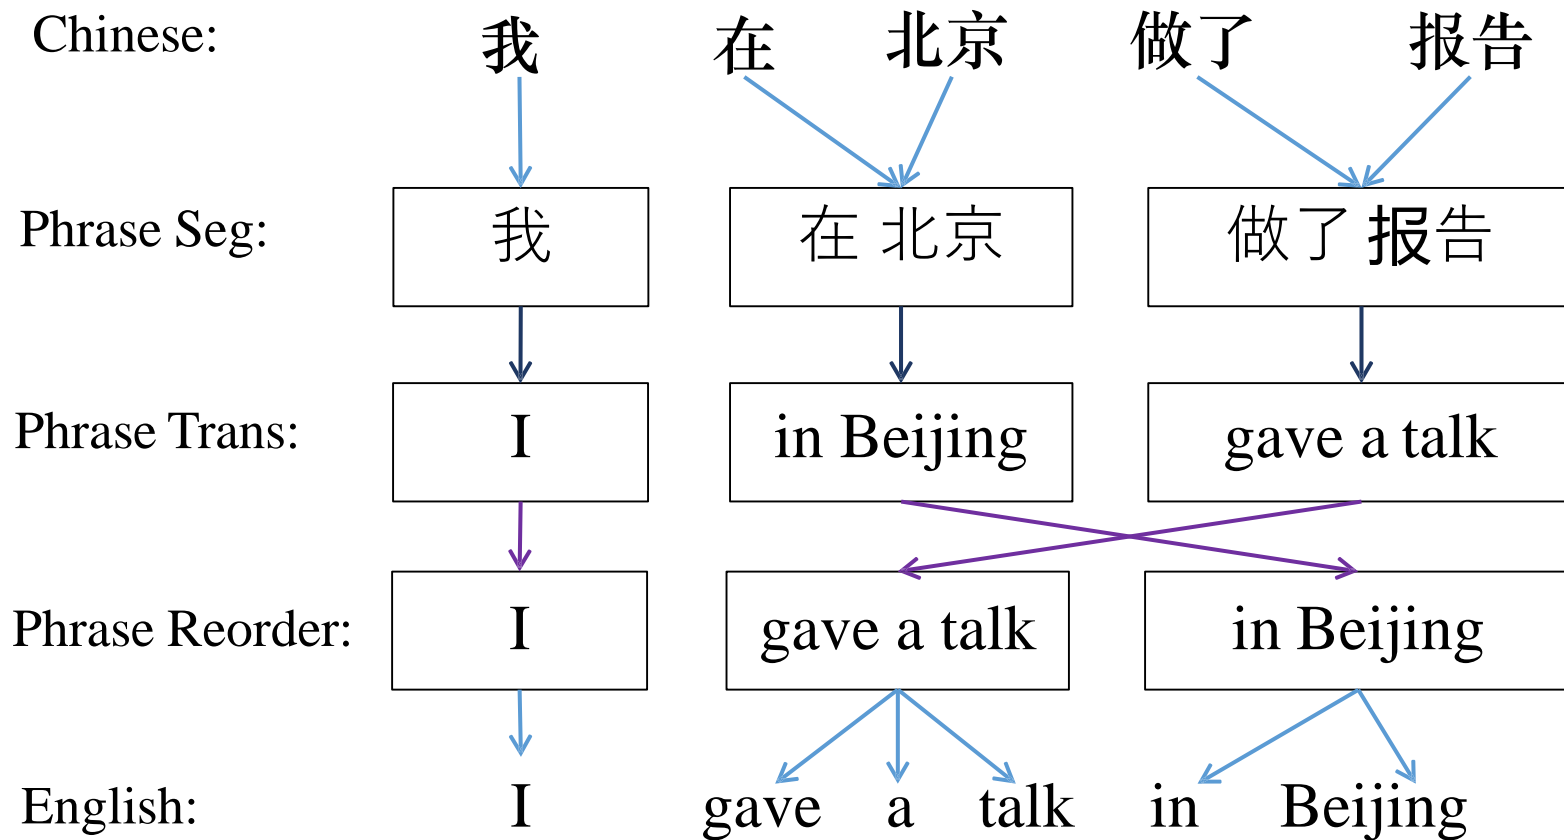 Chinese: 我 在 北京 做了 报告
Phrase Seg: 我 在 北京 做了 报告
Phrase Trans: I in Beijing gave a talk
Phrase Reorder: I gave a talk in Beijing
English: I gave a talk in Beijing